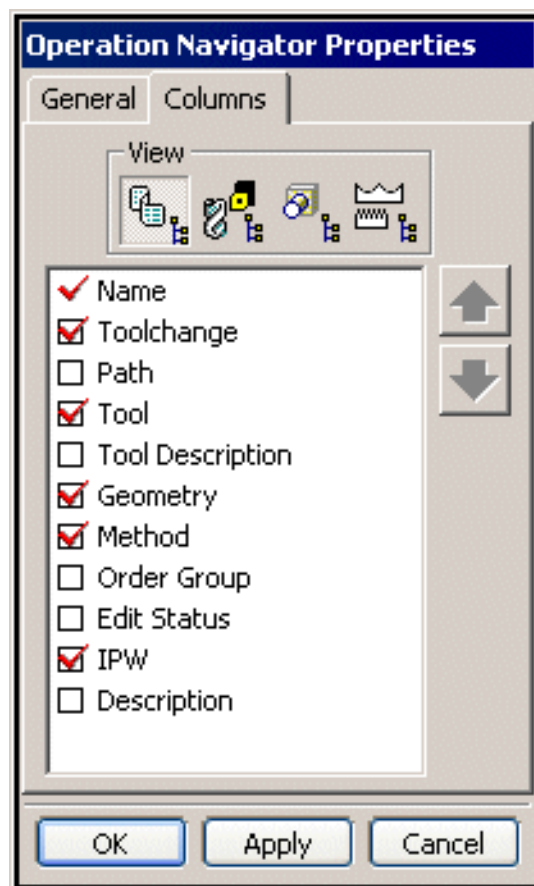 Operation Navigator Properties
General Columns
View
Name
Toolchange
Path
Tool
Tool Description
Geometry
Method
Order Group
Edit Status
IPW
Description
OK Apply Cancel